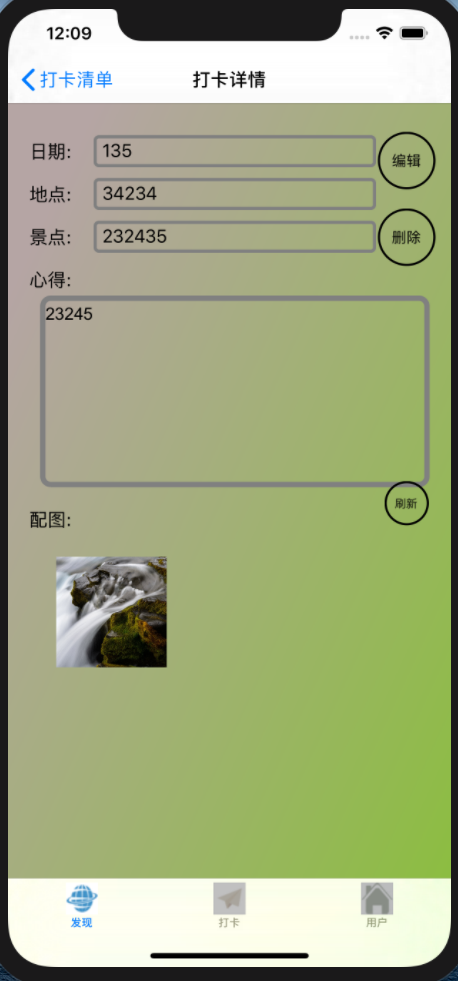 12:09
打卡清单 打卡详情
日期: 135
编辑
地点: 34234
景点: 232435
删除
心得:
23245
刷新
配图:
发现 打卡 用户